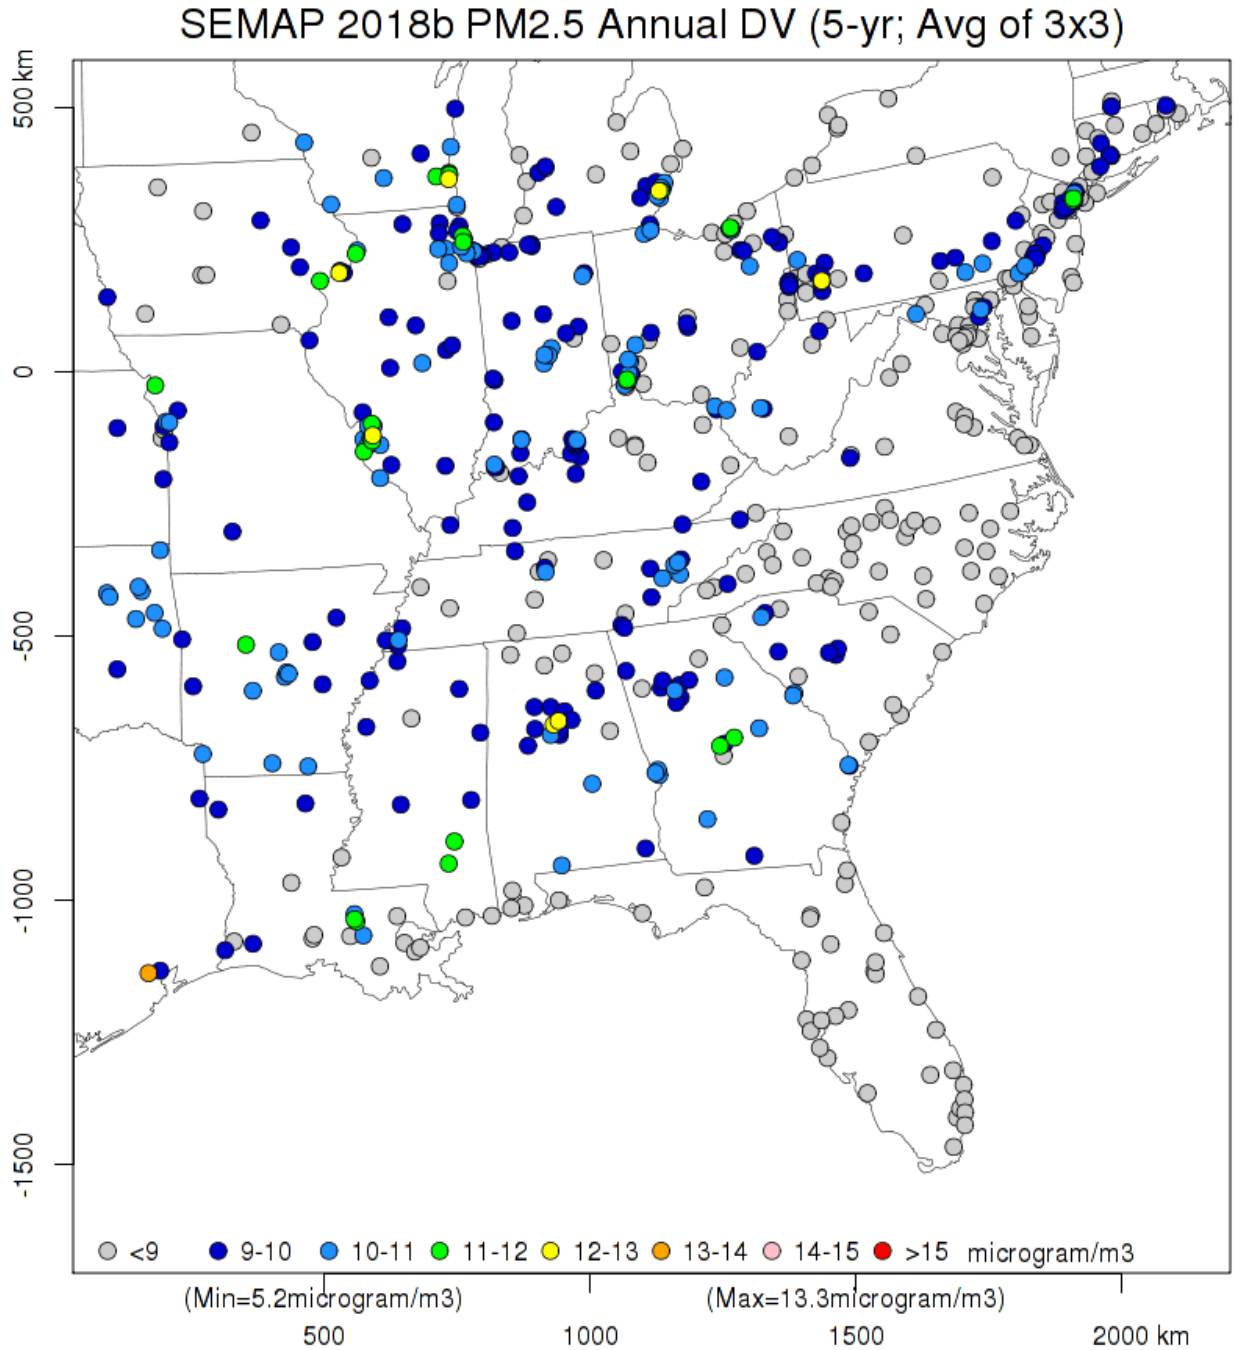 SEMAP 2018b PM2.5 Annual DV (5-yr; Avg of 3x3)
500 km
0
-500
-1000
-1500
<9 9-10 10-11 11-12 12-13 13-14 14-15 >15 microgram/m3
(Min=5.2microgram/m3) (Max=13.3microgram/m3)
500 1000 1500 2000 km